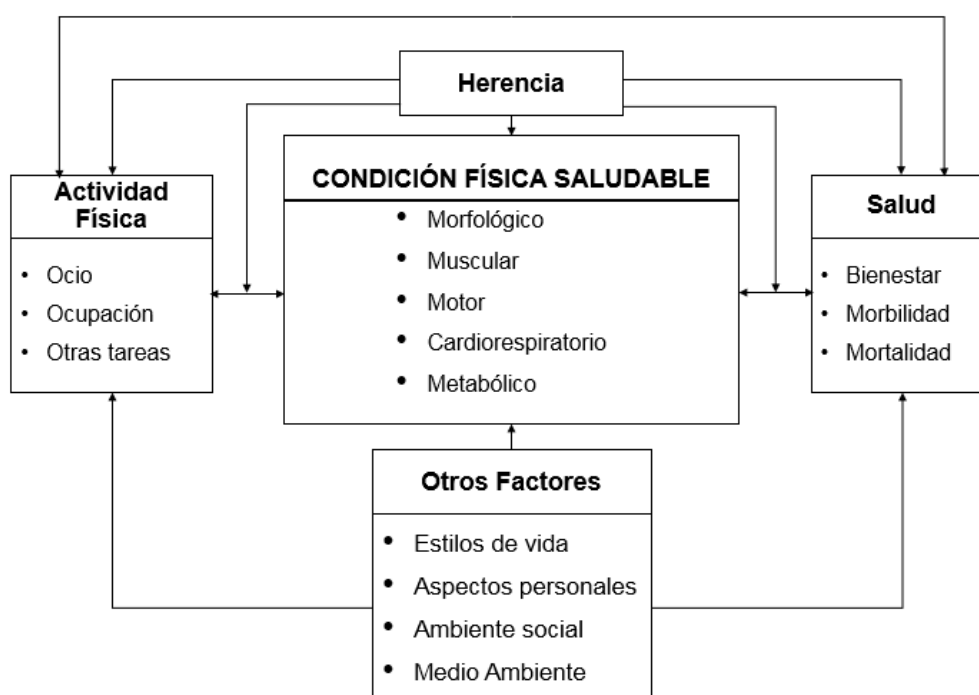 Herencia
CONDICIÓN FÍSICA SALUDABLE
• Morfológico
• Muscular
• Motor
• Cardiorespiratorio
• Metabólico
Actividad
Física
• Ocio
• Ocupación
• Otras tareas
Salud
• Bienestar
• Morbilidad
• Mortalidad
Otros Factores
• Estilos de vida
• Aspectos personales
• Ambiente social
• Medio Ambiente